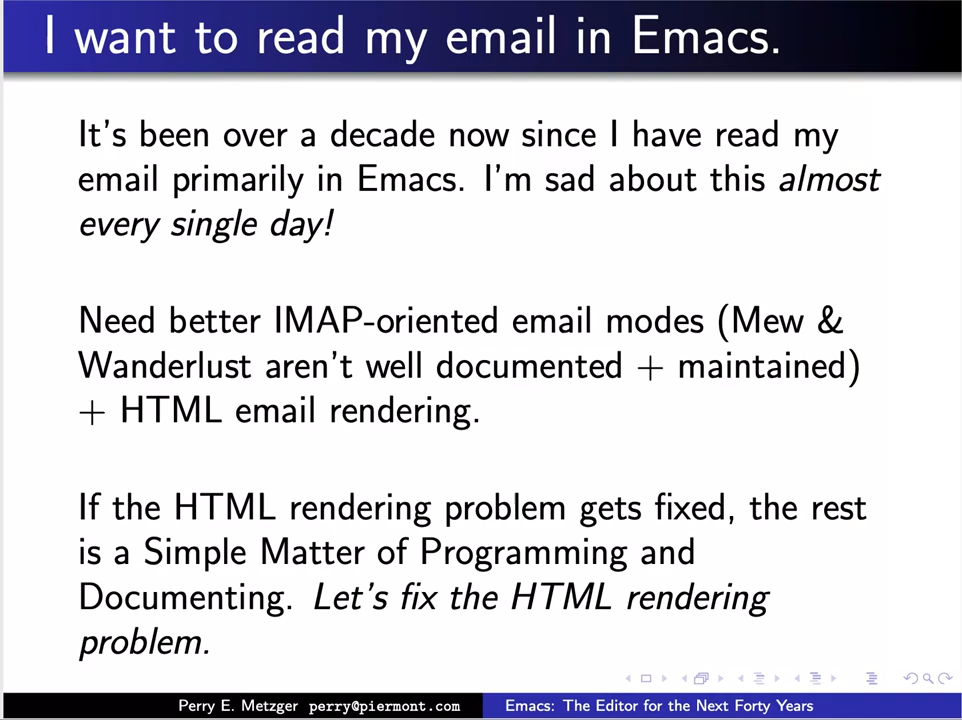 I want to read my email in Emacs.
It's been over a decade now since I have read my
email primarily in Emacs. I'm sad about this almost
every single day!
Need better IMAP-oriented email modes (Mew &
Wanderlust aren't well documented + maintained)
+ HTML email rendering.
If the HTML rendering problem gets fixed, the rest
is a Simple Matter of Programming and
Documenting. Let's fix the HTML rendering
problem.
Perry E. Metzger perry@piermont.com Emacs: The Editor for the Next Forty Years